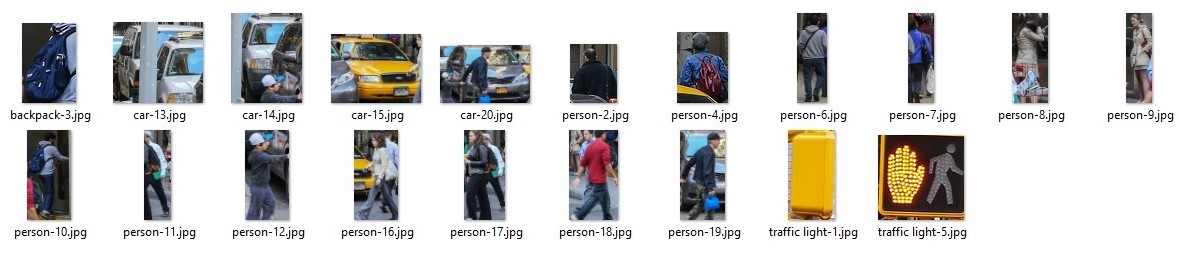 backpack-3.jpg car-13.jpg car-14.jpg car-15.jpg car-20.jpg person-2.jpg person-4.jpg person-6.jpg person-7.jpg person-8.jpg person-9.jpg
person-10.jpg person-11.jpg person-12.jpg person-16.jpg person-17.jpg person-18.jpg person-19.jpg traffic light-1.jpg traffic light-5.jpg